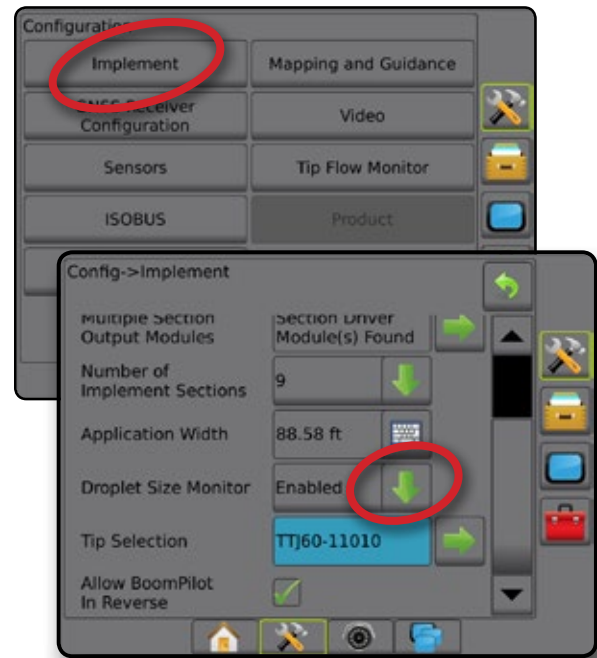 Configuration
Implement
Mapping and Guidance
GNSS Receiver
Configuration
Video
Sensors
Tip Flow Monitor
ISOBUS
Product
Config->Implement
Multiple Section
Output Modules
Section Driver
Module(s) Found
Number of
Implement Sections
9
Application Width
88.58 ft
Droplet Size Monitor
Enabled
Tip Selection
TTJ60-11010
Allow BoomPilot
In Reverse